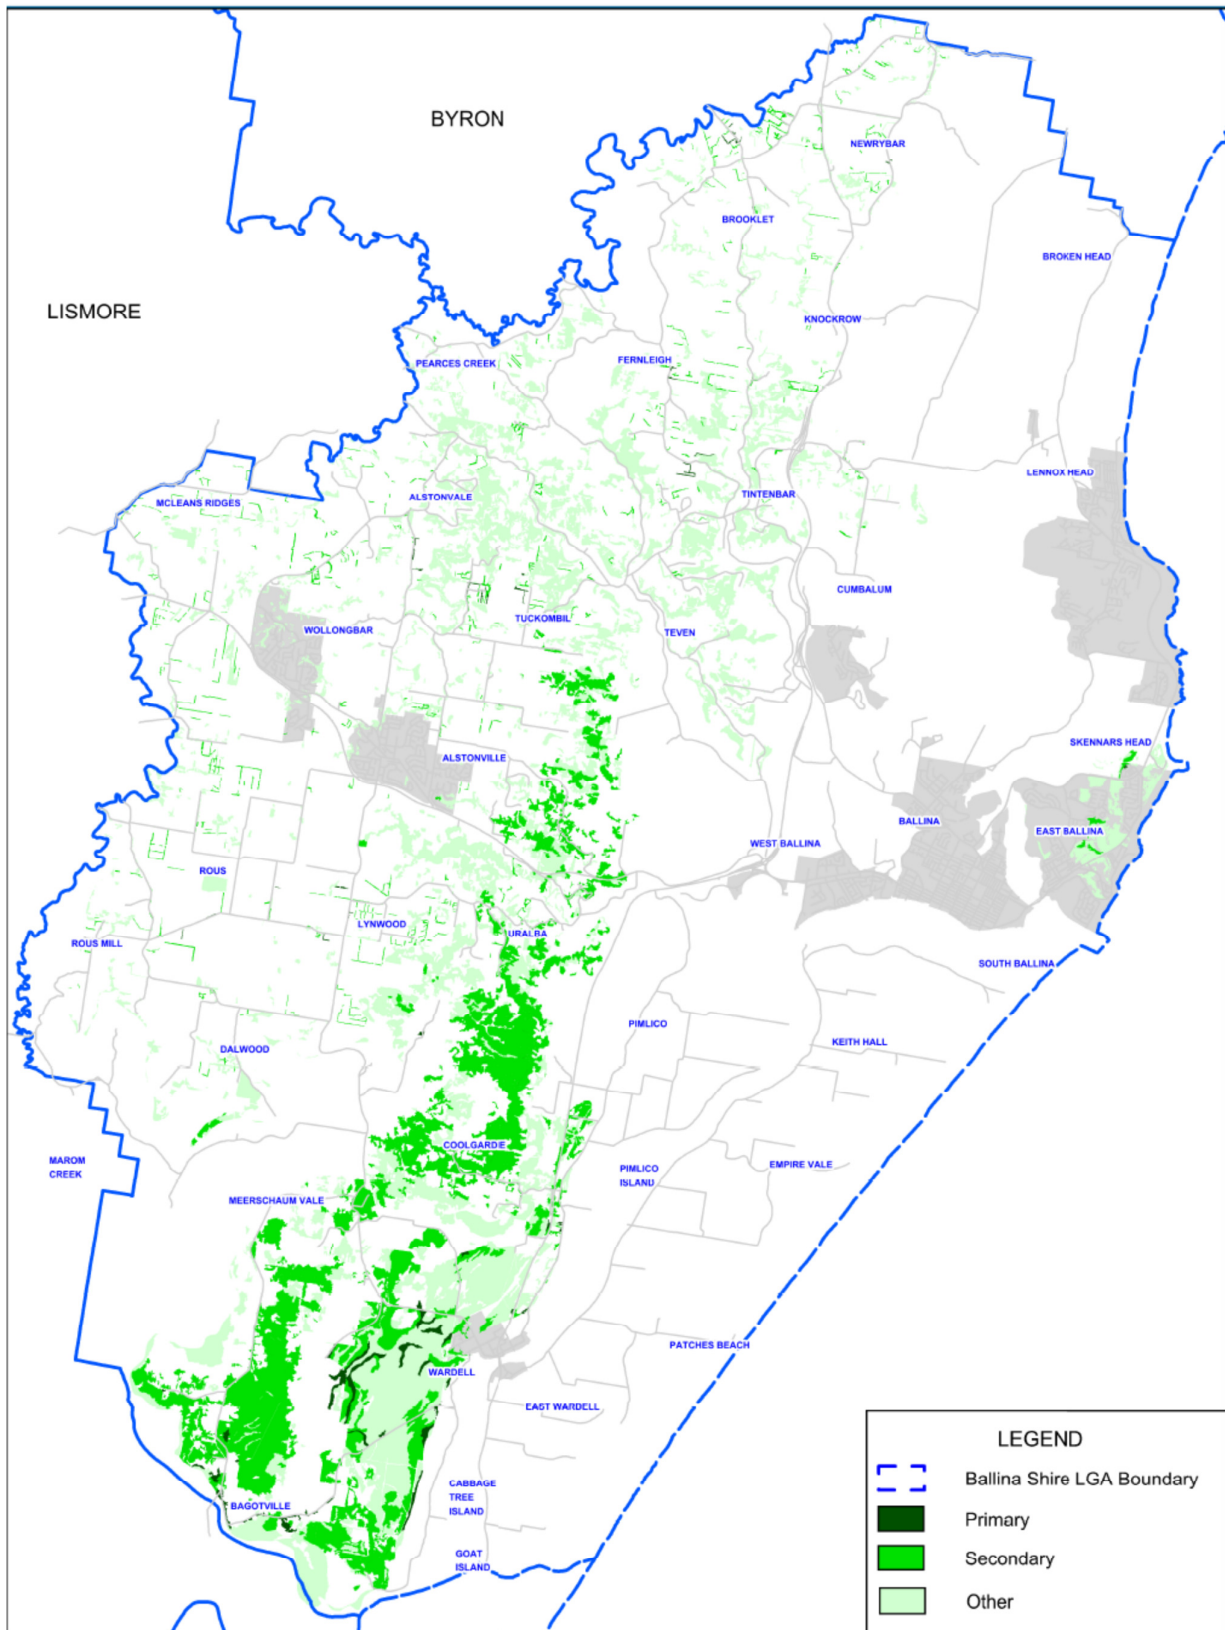 BYRON
NEWRYBAR
BROOKLET
BROKEN HEAD
LISMORE
KNOCKROW
PEARCES CREEK
FERNLEIGH
LENNOX HEAD
MCLEANS RIDGES
ALSTONVALE
TINTENBAR
CUMBALUM
TUCKOMBIL
WOLLONGBAR
TEVEN
SKENNARS HEAD
ALSTONVILLE
BALLINA
EAST BALLINA
WEST BALLINA
ROUS
LYNWOOD
URALBA
ROUS MILL
SOUTH BALLINA
PIMLICO
KEITH HALL
DALWOOD
COOLGARDIE
MAROM
CREEK
PIMLICO
ISLAND
EMPIRE VALE
MEERSCHAUM VALE
PATCHES BEACH
WARDELL
EAST WARDELL
CABBAGE
TREE
ISLAND
BAGOTVILLE
GOAT
ISLAND
LEGEND
Ballina Shire LGA Boundary
Primary
Secondary
Other